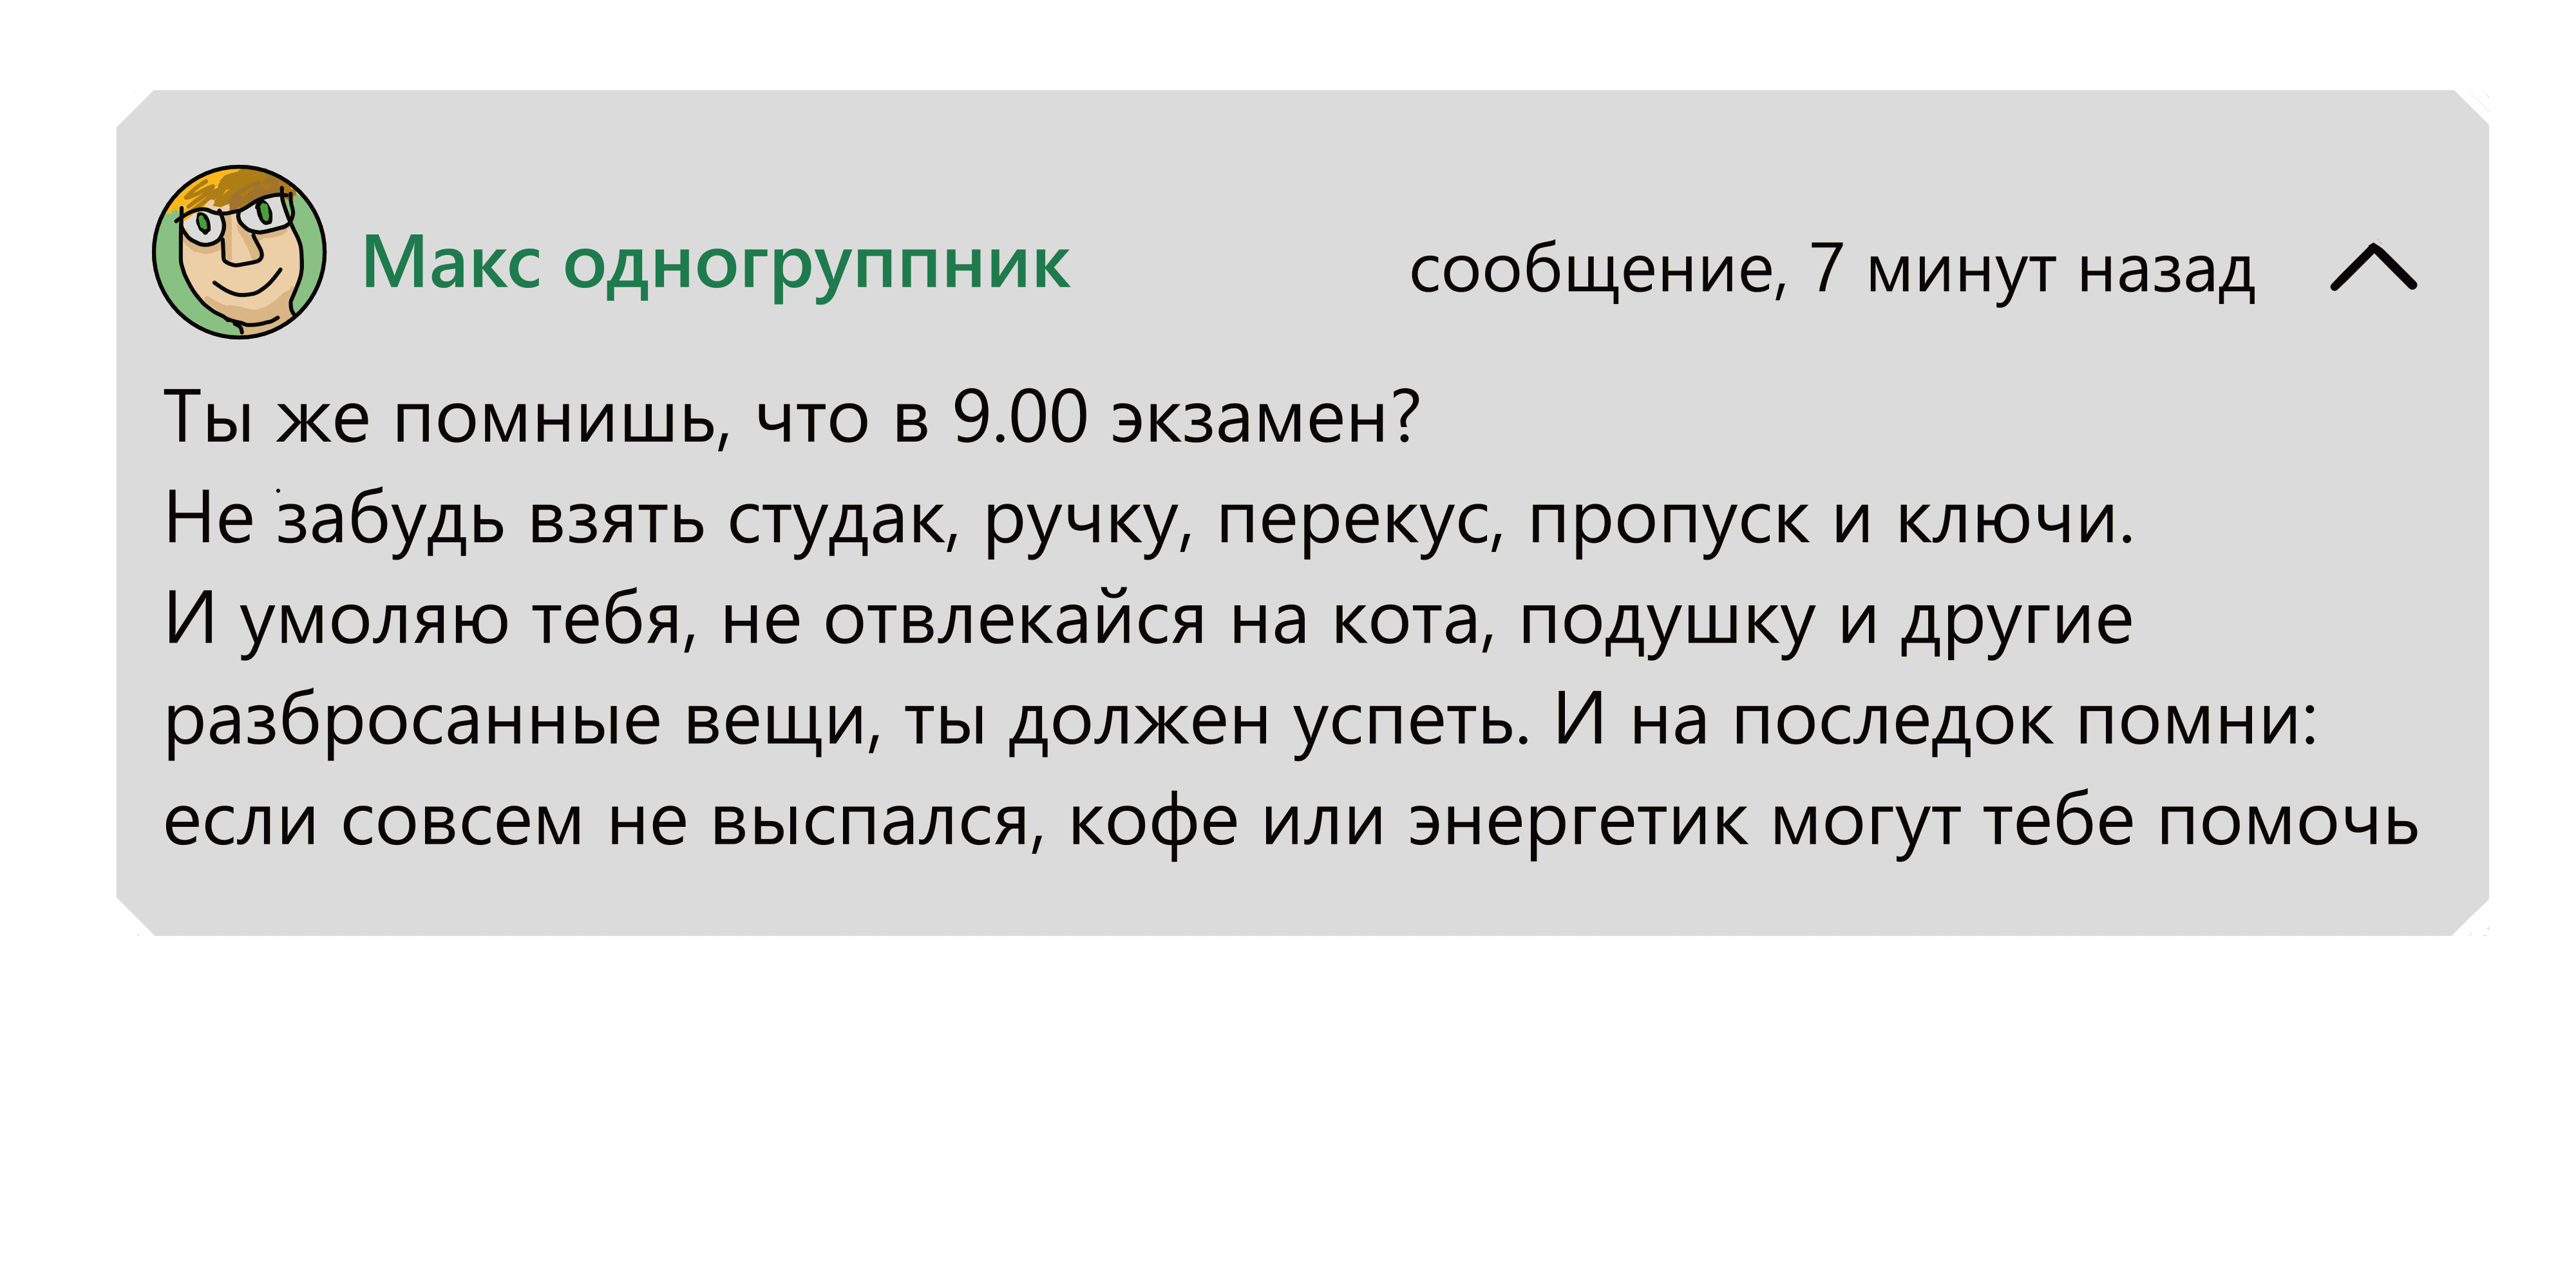 Макс одногруппник
сообщение, 7 минут назад
Ты же помнишь, что в 9.00 экзамен?
Не забудь взять студак, ручку, перекус, пропуск и ключи.
И умоляю тебя, не отвлекайся на кота, подушку и другие
разбросанные вещи, ты должен успеть. И на последок помни:
если совсем не выспался, кофе или энергетик могут тебе помочь